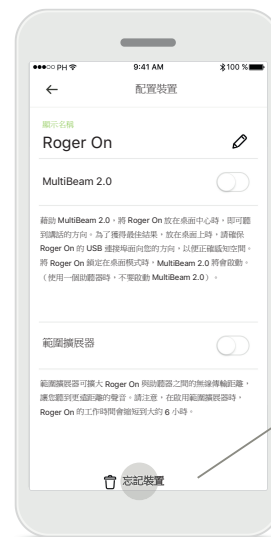 PH 9:41 AM 100 %
配置裝置
顯示名稱
Roger On
MultiBeam 2.0
藉助 MultiBeam 2.0，將 Roger On 放在桌面中心時，即可聽
到講話的方向。為了獲得最佳結果，放在桌面上時，請確保
Roger On 的 USB 連接埠面向您的方向，以便正確感知空間。
將 Roger On 鎖定在桌面模式時，MultiBeam 2.0 將會啟動。
（使用一個助聽器時，不要啟動 MultiBeam 2.0）。
範圍擴展器
範圍擴展器可擴大 Roger On 與助聽器之間的無線傳輸距離，
讓您聽到更遠距離的聲音。請注意，在啟用範圍擴展器時，
Roger On 的工作時間會縮短到大約 6 小時。
忘記裝置